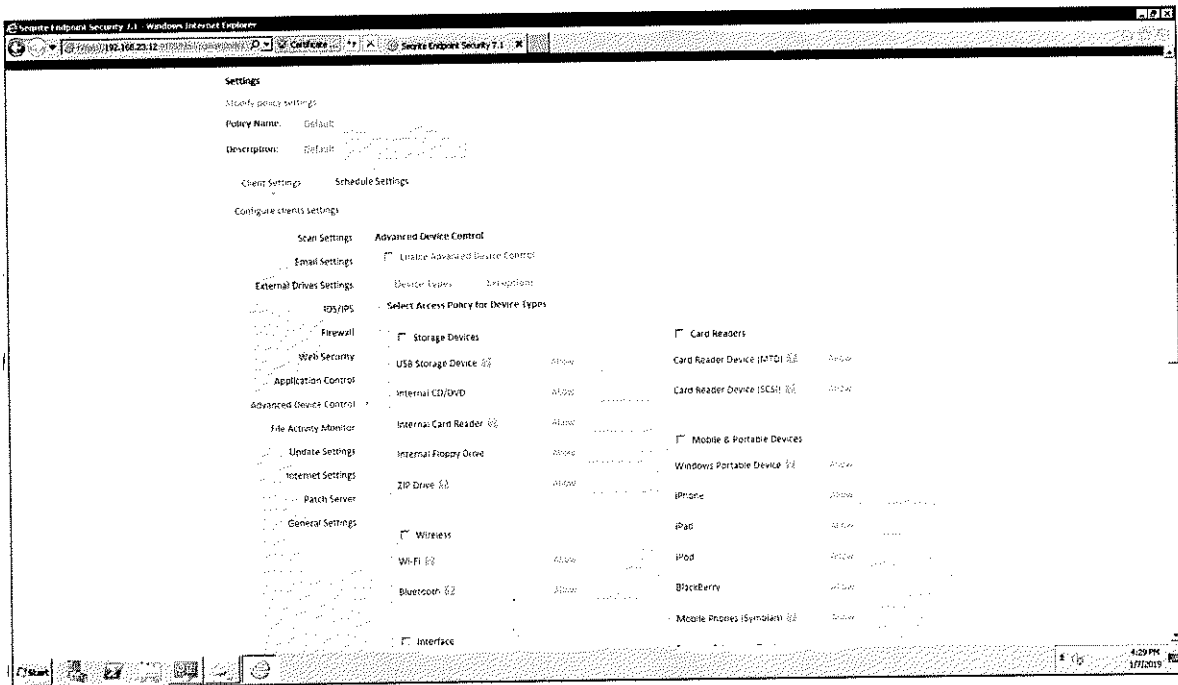 Seqrite Endpoint Security 7.1 - Windows Internet Explorer
192.168.23.12
Certificate ...
Seqrite Endpoint Security 7.1
Settings
Modify policy settings
Policy Name: Default
Description: Default
Client Settings Schedule Settings
Configure clients settings
Scan Settings
Email Settings
External Drives Settings
IDS/IPS
Firewall
Web Security
Application Control
Advanced Device Control
File Activity Monitor
Update Settings
Internet Settings
Patch Server
General Settings
Advanced Device Control
Enable Advanced Device Control
Device Types Exceptions
Select Access Policy for Device Types
Storage Devices
USB Storage Device Allow
Internal CD/DVD Allow
Internal Card Reader Allow
Internal Floppy Drive Allow
ZIP Drive Allow
Wireless
Wi-Fi Allow
Bluetooth Allow
Interface
Card Readers
Card Reader Device (MTD) Allow
Card Reader Device (SCSI) Allow
Mobile & Portable Devices
Windows Portable Device Allow
iPhone Allow
iPad Allow
iPod Allow
BlackBerry Allow
Mobile Phones (Symbian) Allow
Start
4:29 PM
1/7/2019